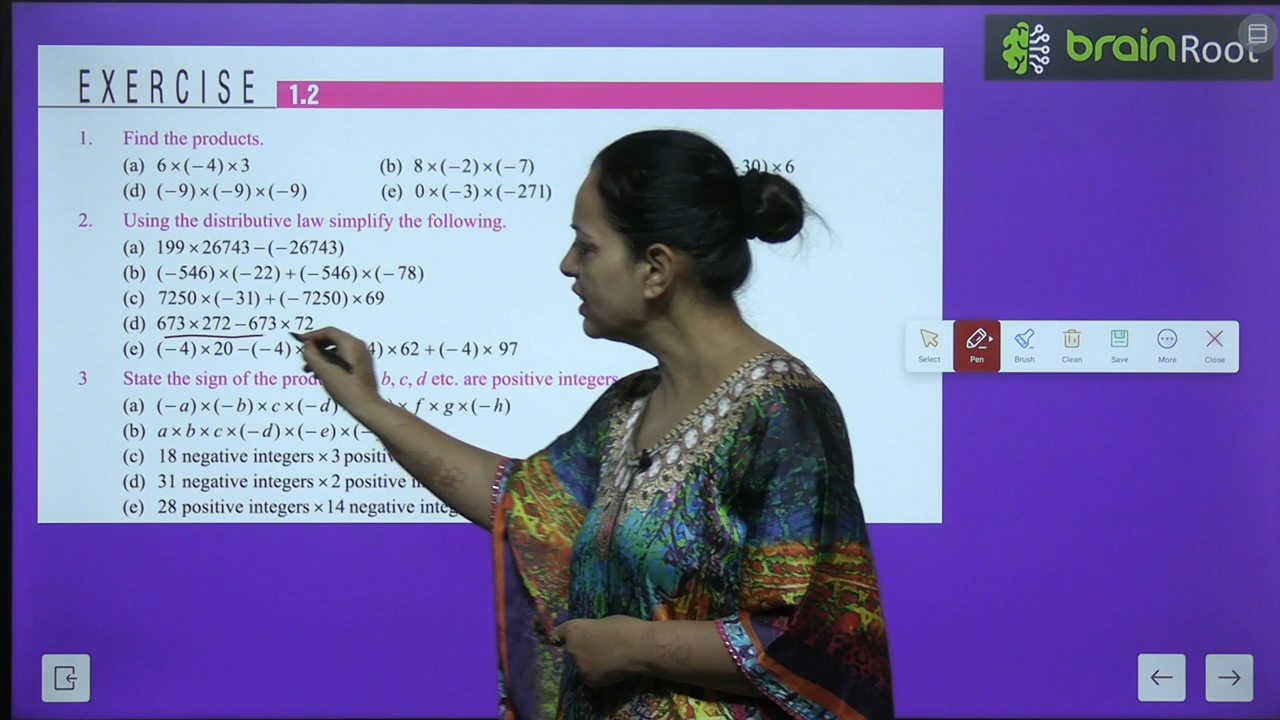 brainRoot
EXERCISE 1.2
1. Find the products.
(a) 6×(−4)×3 (b) 8×(−2)×(−7) 30)×6
(d) (−9)×(−9)×(−9) (e) 0×(−3)×(−271)
2. Using the distributive law simplify the following.
(a) 199×26743−(−26743)
(b) (−546)×(−22)+(−546)×(−78)
(c) 7250×(−31)+(−7250)×69
(d) 673×272−673×72
(e) (−4)×20−(−4)× 4)×62+(−4)×97
3 State the sign of the b, c, d etc. are positive integers
(a) (−a)×(−b)×c×(−d) × f×g×(−h)
(b) a×b×c×(−d)×(−e)×(−
(c) 18 negative integers×3
(d) 31 negative integers×2 positive
(e) 28 positive integers×14 negative
Select Pen Brush Clean Save More Close